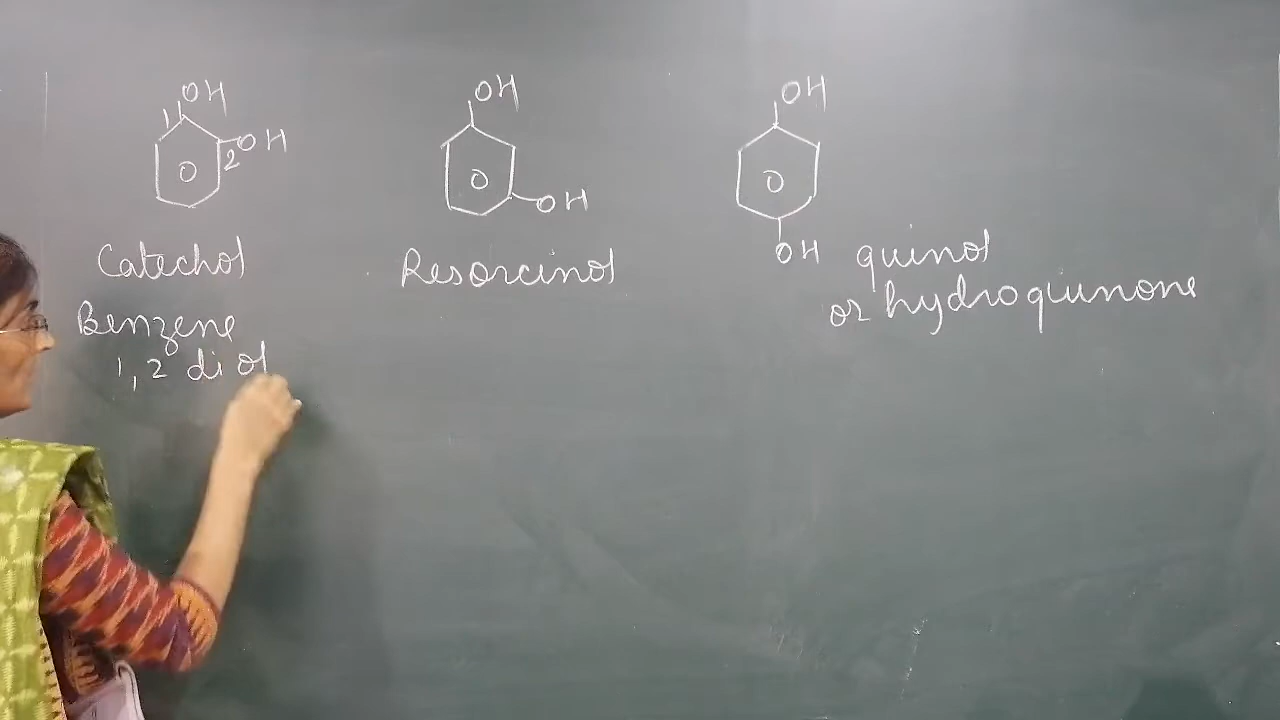 OH
1
OH
2
O
Catechol
Benzene
1,2 di ol
OH
O
OH
Resorcinol
OH
O
OH
quinol
or hydroquinone